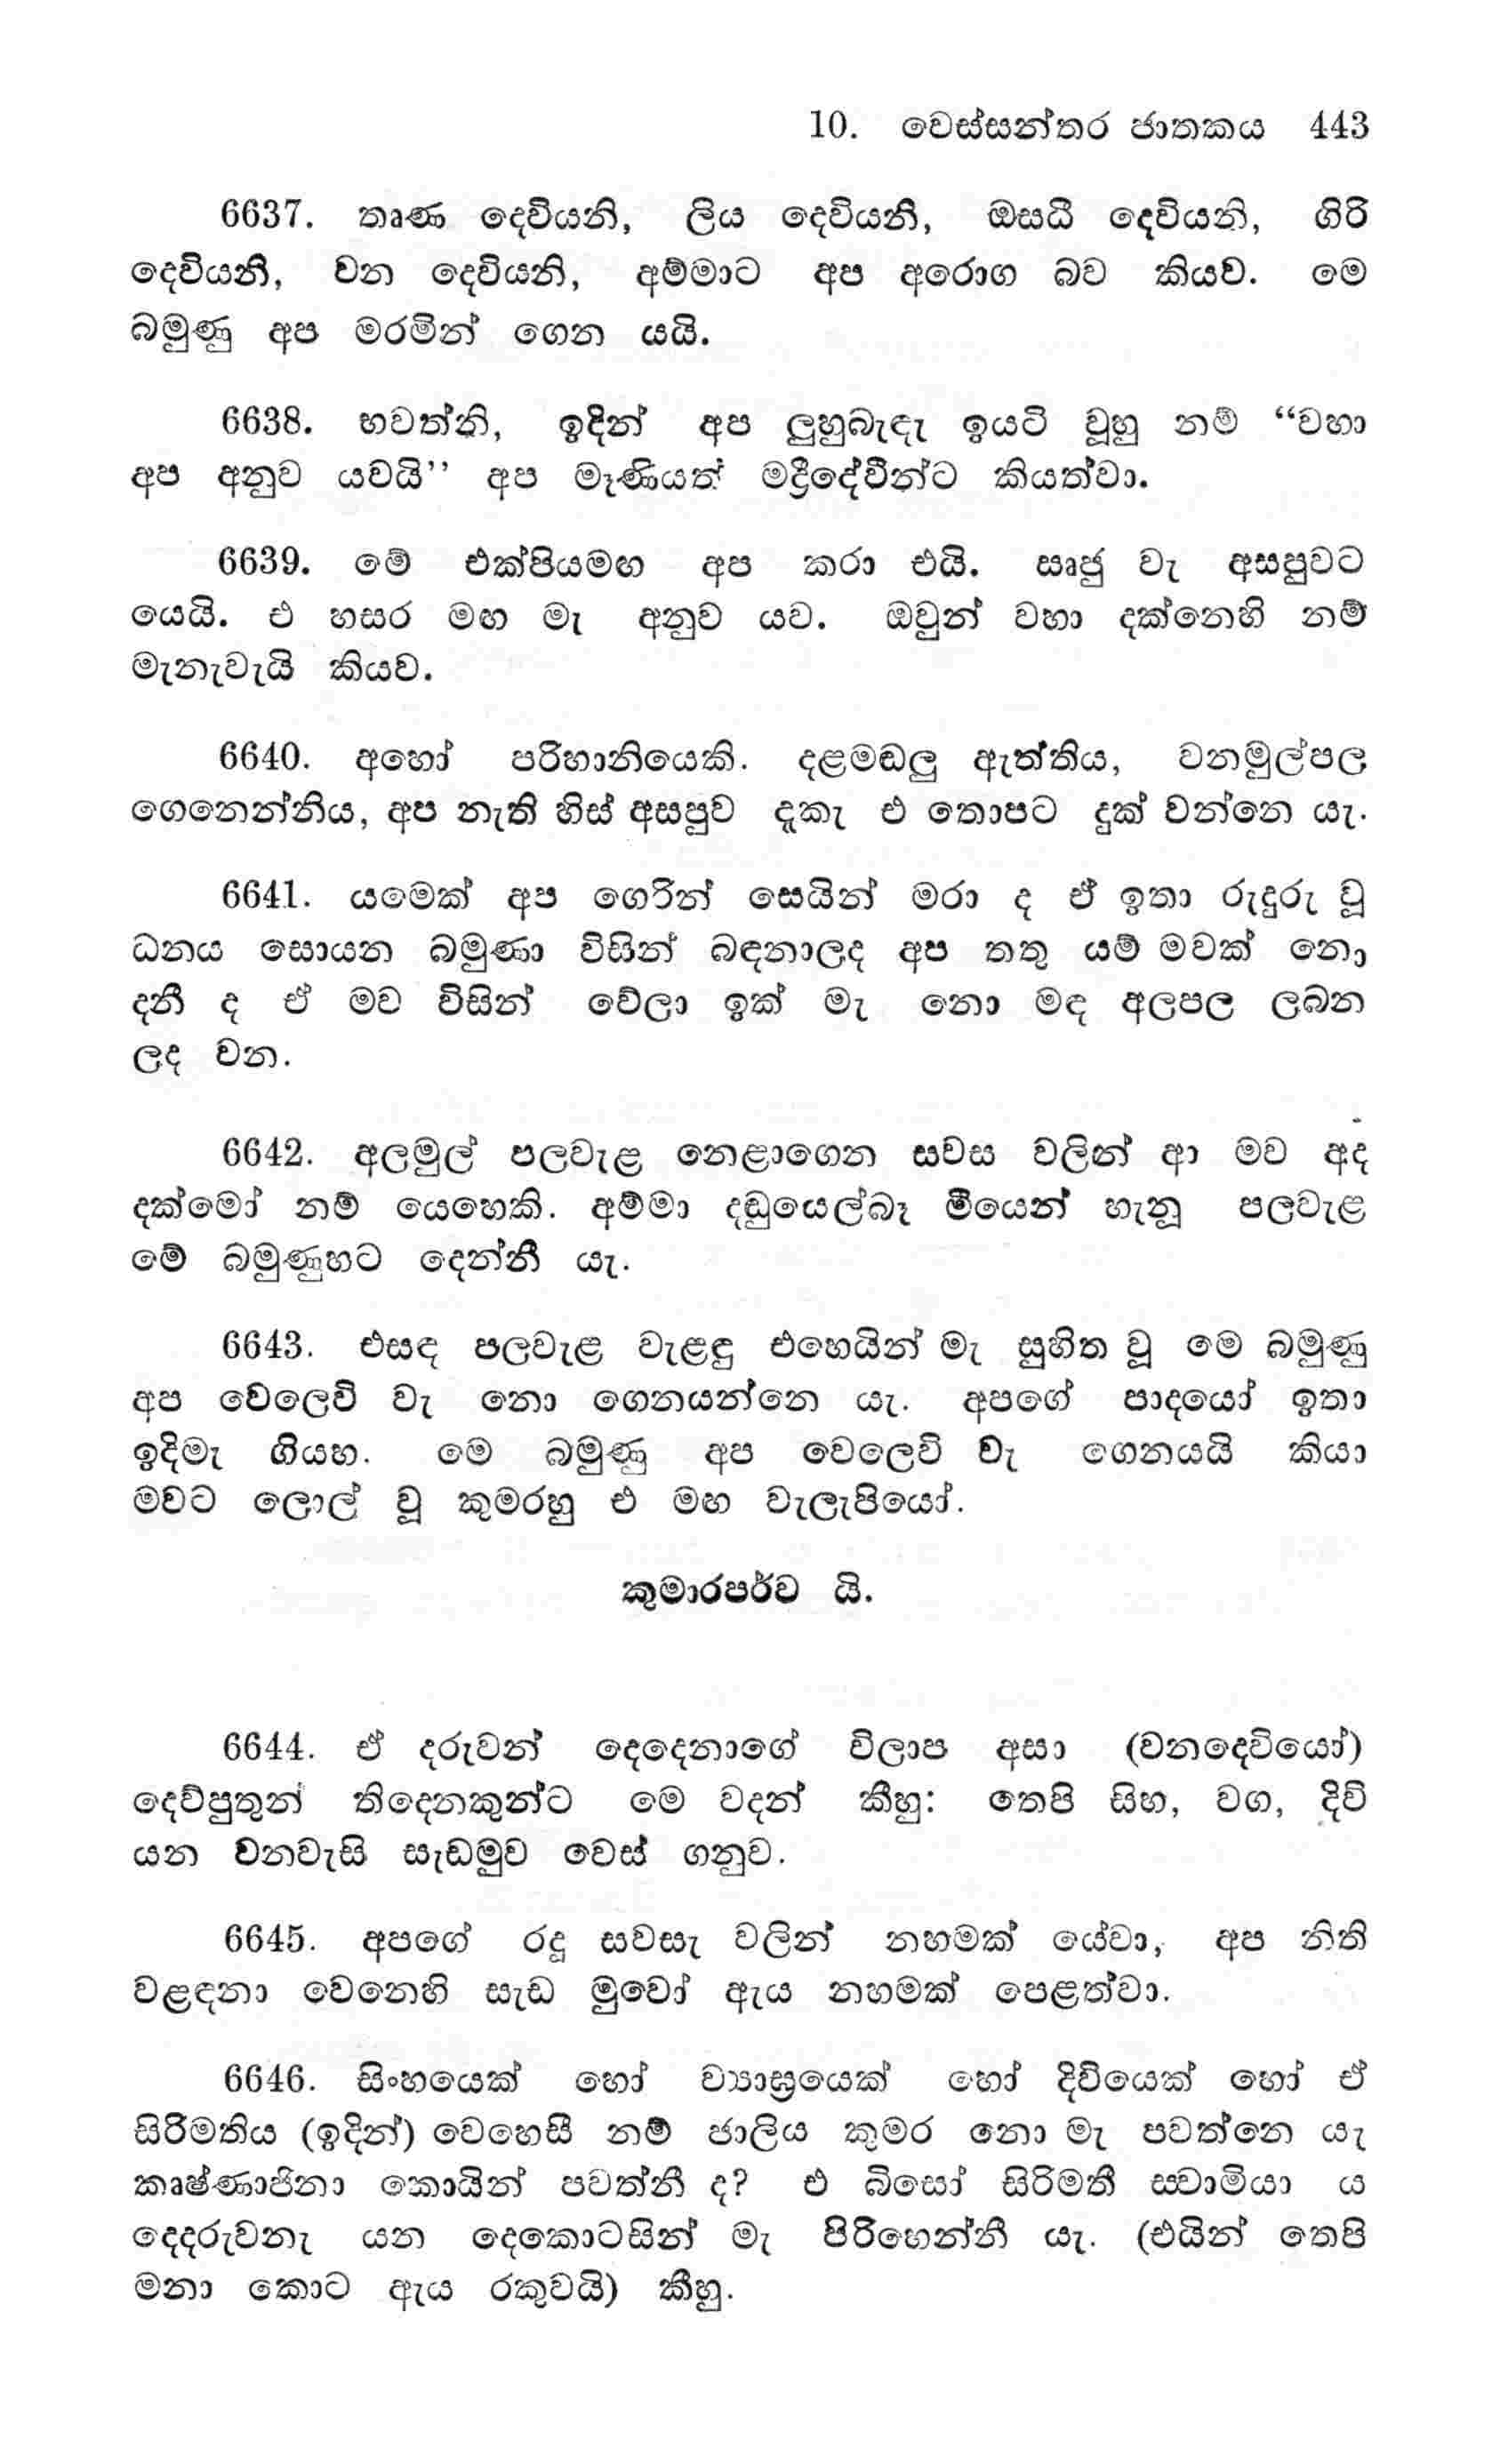 10. වෙස්සන්තර ජාතකය 443
6637. තෘණ දෙවියනි, ලිය දෙවියනි, ඔසධී දෙවියනි, ගිරි
දෙවියනි, වන දෙවියනි, අම්මාට අප අරොග බව කියව. මෙ
බමුණු අප මරමින් ගෙන යයි.
6638. භවත්නි, ඉදින් අප ලුහුබැඳැ ඉයටි වූහු නම් “වහා
අප අනුව යවයි’’ අප මෑණියත් මද්‍රීදේවීන්ට කියත්වා.
6639. මේ එක්පියමඟ අප කරා එයි. සෘජු වැ අසපුවට
යෙයි. එ හසර මඟ මැ අනුව යව. ඔවුන් වහා දක්නෙහි නම්
මැනැවැයි කියව.
6640. අහෝ පරිහානියෙකි. දළමඬලු ඇත්තිය, වනමුල්පල
ගෙනෙන්නිය, අප නැති හිස් අසපුව දැකැ එ තොපට දුක් වන්නෙ යැ.
6641. යමෙක් අප ගෙරින් සෙයින් මරා ද ඒ ඉතා රුදුරු වූ
ධනය සොයන බමුණා විසින් බඳනාලද අප තතු යම් මවක් නො
දනී ද ඒ මව විසින් වේලා ඉක් මැ නො මඳ අලපල ලබන
ලද වන.
6642. අලමුල් පලවැළ නෙළාගෙන සවස වලින් ආ මව අද
දක්මෝ නම් යෙහෙකි. අම්මා දඬුයෙල්බෑ මීයෙන් හැනූ පලවැළ
මේ බමුණුහට දෙන්නී යැ.
6643. එසඳ පලවැළ වැළඳු එහෙයින් මැ සුහිත වූ මෙ බමුණු
අප වෙලෙවි වැ නො ගෙනයන්නෙ යැ. අපගේ පාදයෝ ඉතා
ඉදිමැ ගියහ. මෙ බමුණු අප වෙලෙවි වැ ගෙනයයි කියා
මවට ලොල් වූ කුමරහු එ මඟ වැලැපියෝ.
කුමාරපර්ව යි.
6644. ඒ දරුවන් දෙදෙනාගේ විලාප අසා (වනදෙවියෝ)
දෙව්පුතුන් තිදෙනකුන්ට මෙ වදන් කීහු: තෙපි සිහ, වග, දිවි
යන වනවැසි සැඩමුව වෙස් ගනුව.
6645. අපගේ රදූ සවසැ වලින් නහමක් යේවා, අප නිති
වළඳනා වෙනෙහි සැඩ මුවෝ ඇය නහමක් පෙළත්වා.
6646. සිංහයෙක් හෝ ව්‍යාඝ්‍රයෙක් හෝ දිවියෙක් හෝ ඒ
සිරිමතිය (ඉදින්) වෙහෙසී නම් ජාලිය කුමර නො මැ පවත්නෙ යැ
කෘෂ්ණාජිනා කොයින් පවත්නී ද? එ බිසෝ සිරිමතී ස්වාමියා ය
දෙදරුවනැ යන දෙකොටසින් මැ පිරිහෙන්නී යැ. (එයින් තෙපි
මනා කොට ඇය රකුවයි) කීහු.